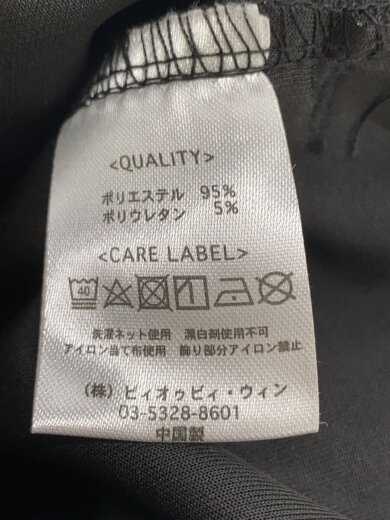 <QUALITY>
ポリエステル 95%
ポリウレタン 5%
<CARE LABEL>
40
洗濯ネット使用 漂白剤使用不可
アイロン当て布使用 飾り部分アイロン禁止
(株) ビィオゥビィ・ウィン
03-5328-8601
中国製